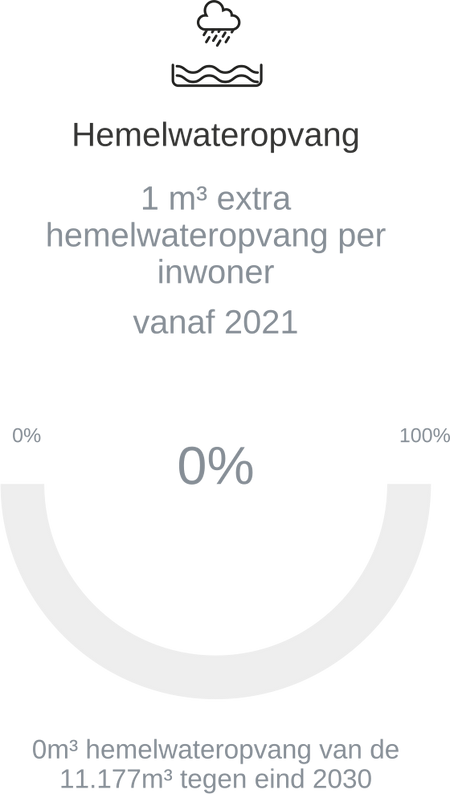 Hemelwateropvang
1 m³ extra
hemelwateropvang per
inwoner
vanaf 2021
0%
100%
0%
0m³ hemelwateropvang van de
11.177m³ tegen eind 2030